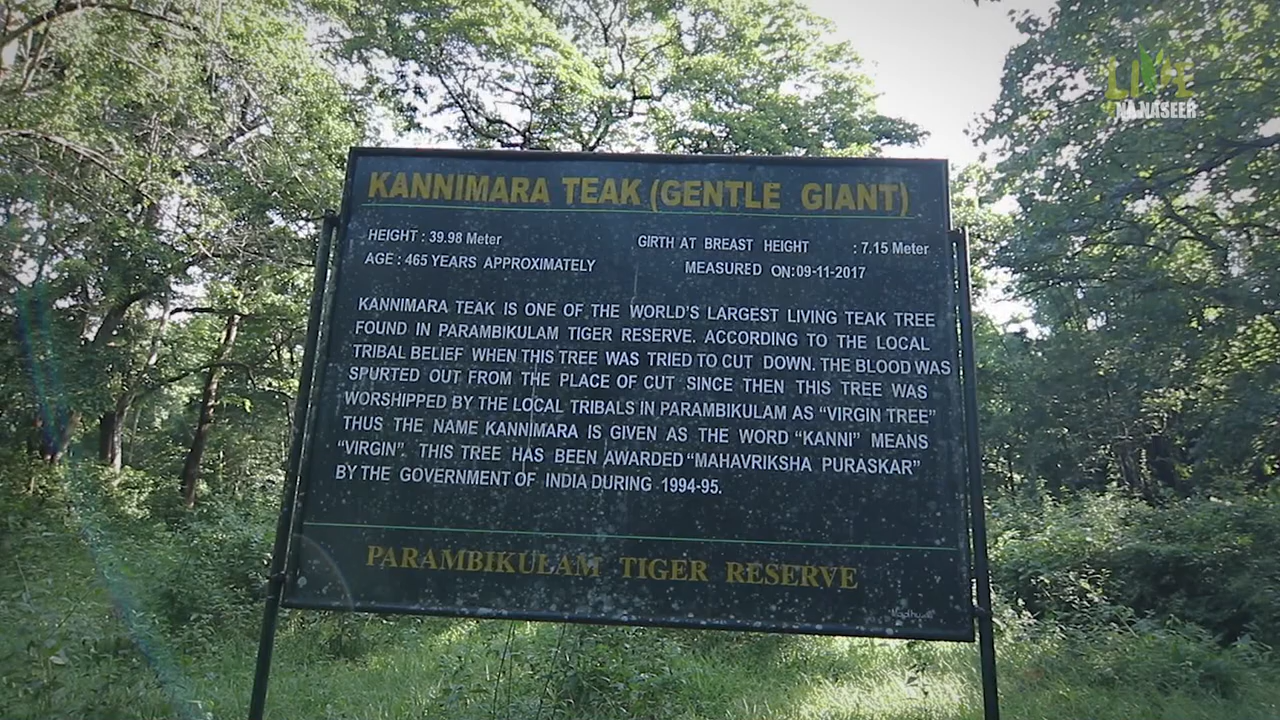 LIFE
NA NASEER
KANNIMARA TEAK (GENTLE GIANT)
HEIGHT : 39.98 Meter GIRTH AT BREAST HEIGHT : 7.15 Meter
AGE : 465 YEARS APPROXIMATELY MEASURED ON:09-11-2017
KANNIMARA TEAK IS ONE OF THE WORLD'S LARGEST LIVING TEAK TREE
FOUND IN PARAMBIKULAM TIGER RESERVE. ACCORDING TO THE LOCAL
TRIBAL BELIEF WHEN THIS TREE WAS TRIED TO CUT DOWN. THE BLOOD WAS
SPURTED OUT FROM THE PLACE OF CUT SINCE THEN THIS TREE WAS
WORSHIPPED BY THE LOCAL TRIBALS IN PARAMBIKULAM AS "VIRGIN TREE"
THUS THE NAME KANNIMARA IS GIVEN AS THE WORD "KANNI" MEANS
"VIRGIN". THIS TREE HAS BEEN AWARDED "MAHAVRIKSHA PURASKAR"
BY THE GOVERNMENT OF INDIA DURING 1994-95.
PARAMBIKULAM TIGER RESERVE